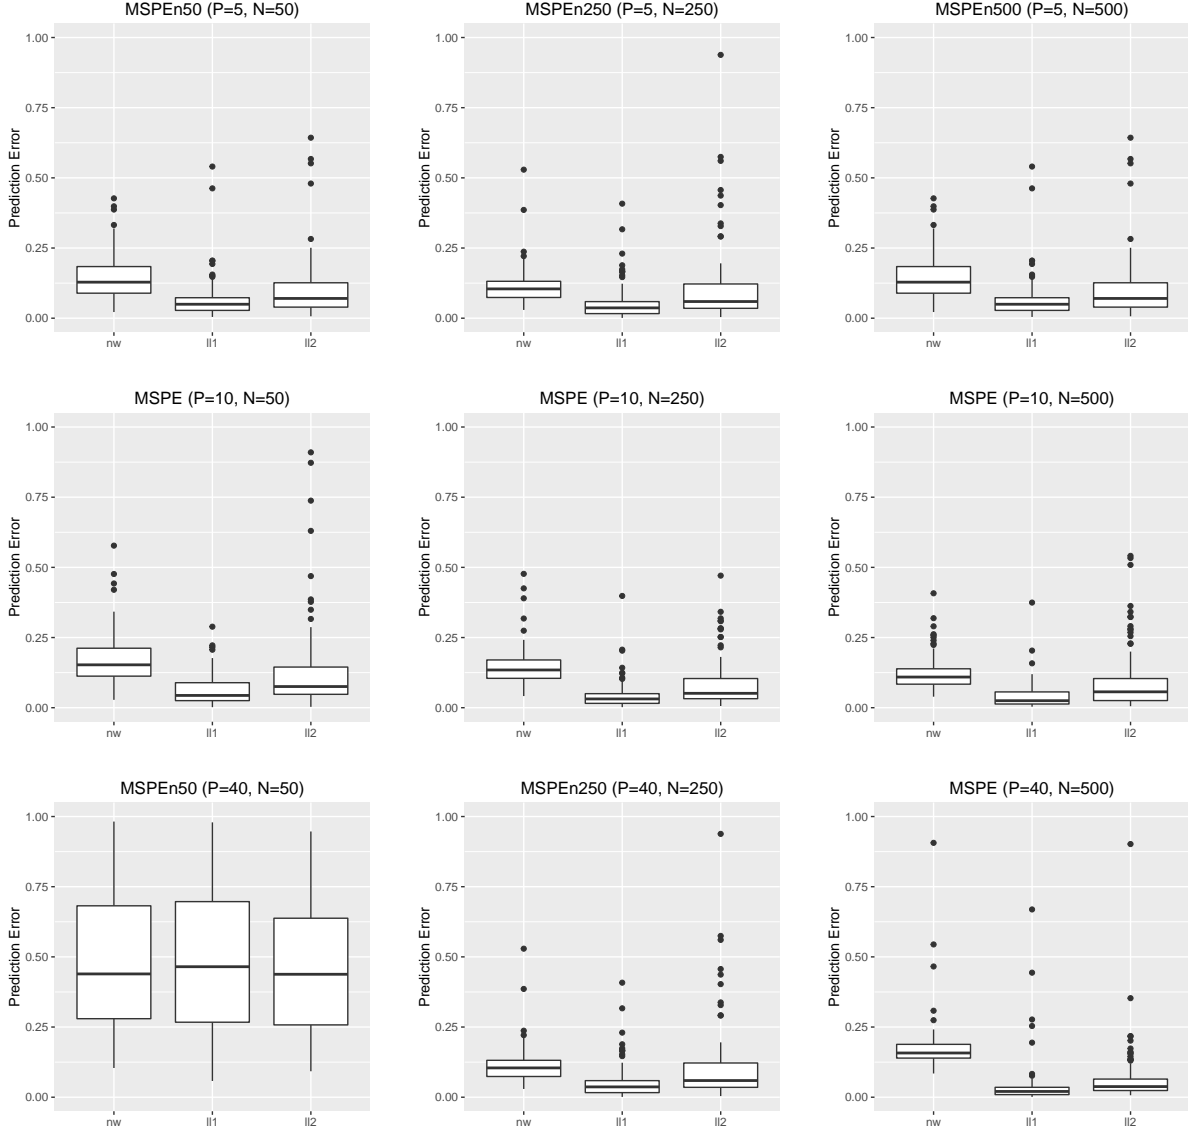 MSPEn50 (P=5, N=50)
1.00
0.75
0.50
0.25
0.00
Prediction Error
nw ll1 ll2
MSPEn250 (P=5, N=250)
1.00
0.75
0.50
0.25
0.00
Prediction Error
nw ll1 ll2
MSPEn500 (P=5, N=500)
1.00
0.75
0.50
0.25
0.00
Prediction Error
nw ll1 ll2
MSPE (P=10, N=50)
1.00
0.75
0.50
0.25
0.00
Prediction Error
nw ll1 ll2
MSPE (P=10, N=250)
1.00
0.75
0.50
0.25
0.00
Prediction Error
nw ll1 ll2
MSPE (P=10, N=500)
1.00
0.75
0.50
0.25
0.00
Prediction Error
nw ll1 ll2
MSPEn50 (P=40, N=50)
1.00
0.75
0.50
0.25
0.00
Prediction Error
nw ll1 ll2
MSPEn250 (P=40, N=250)
1.00
0.75
0.50
0.25
0.00
Prediction Error
nw ll1 ll2
MSPE (P=40, N=500)
1.00
0.75
0.50
0.25
0.00
Prediction Error
nw ll1 ll2